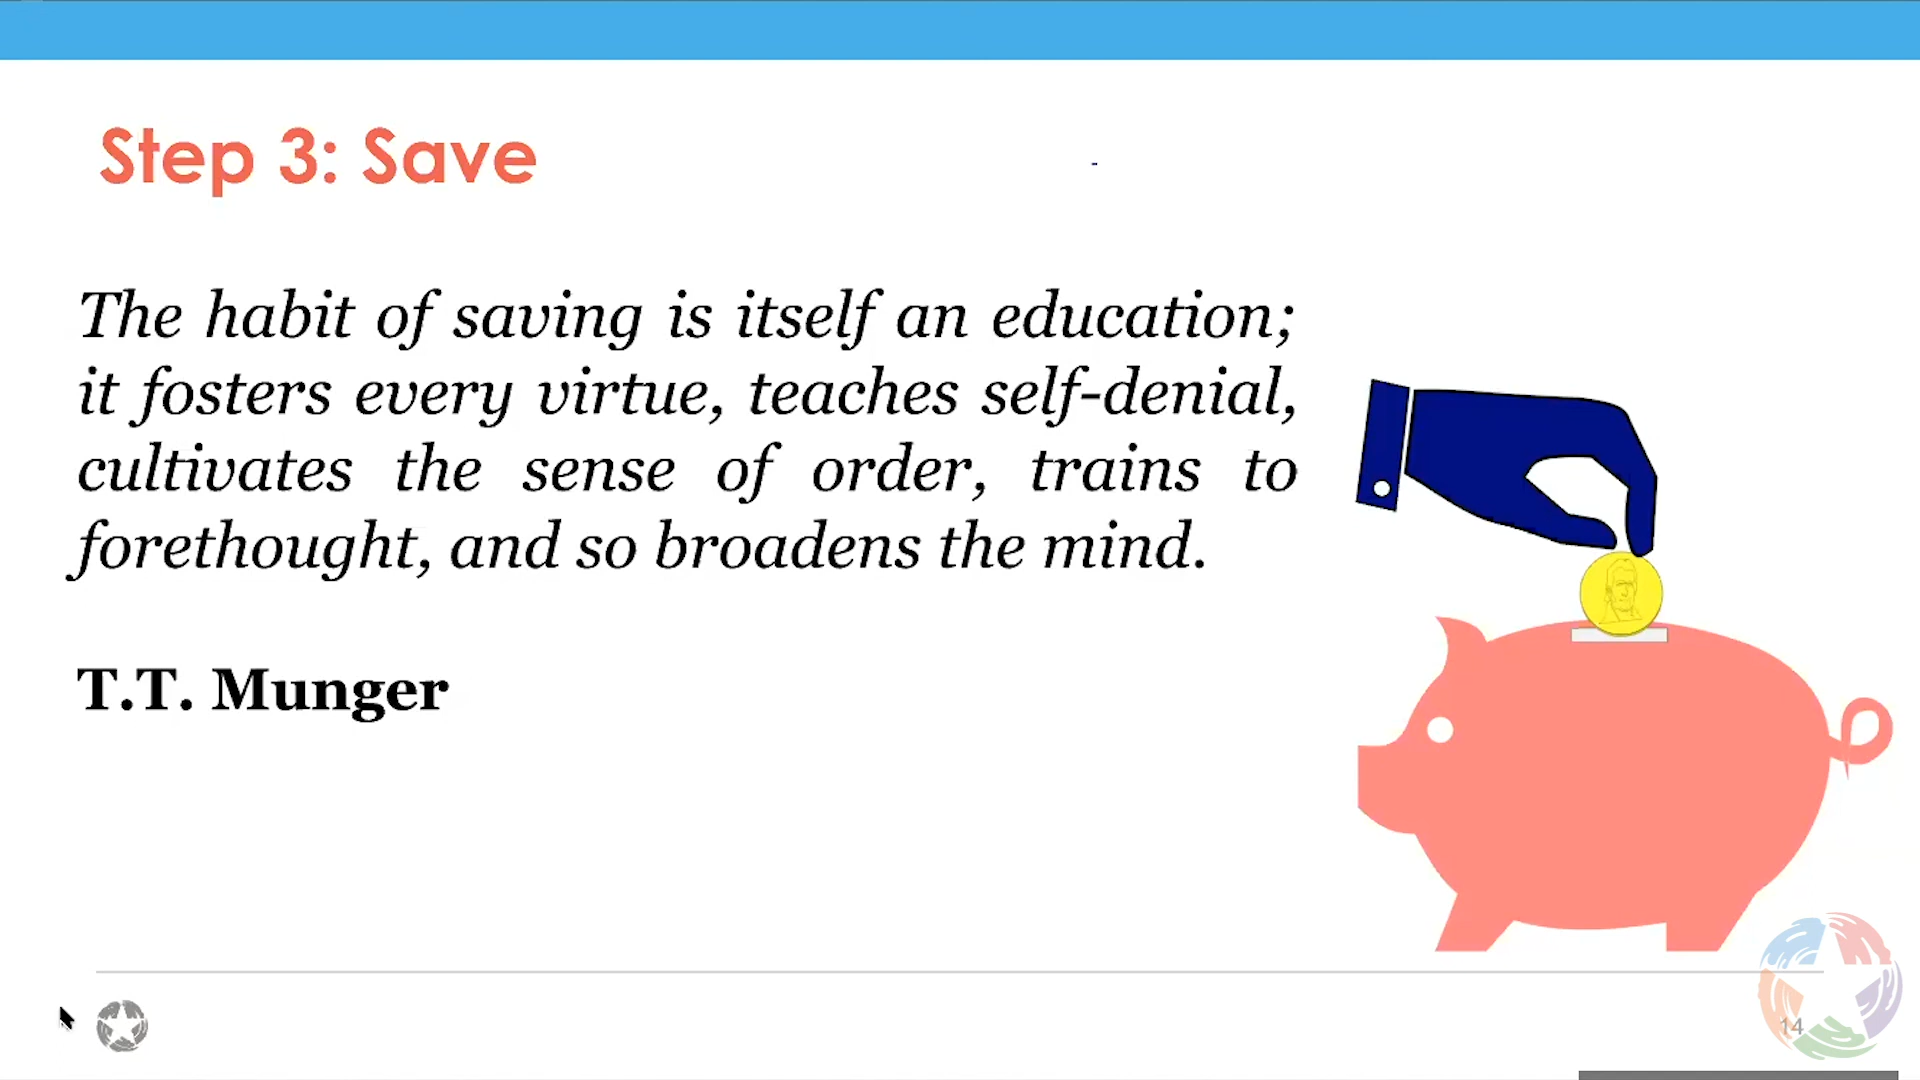 Step 3: Save
The habit of saving is itself an education;
it fosters every virtue, teaches self-denial,
cultivates the sense of order, trains to
forethought, and so broadens the mind.
T.T. Munger
14